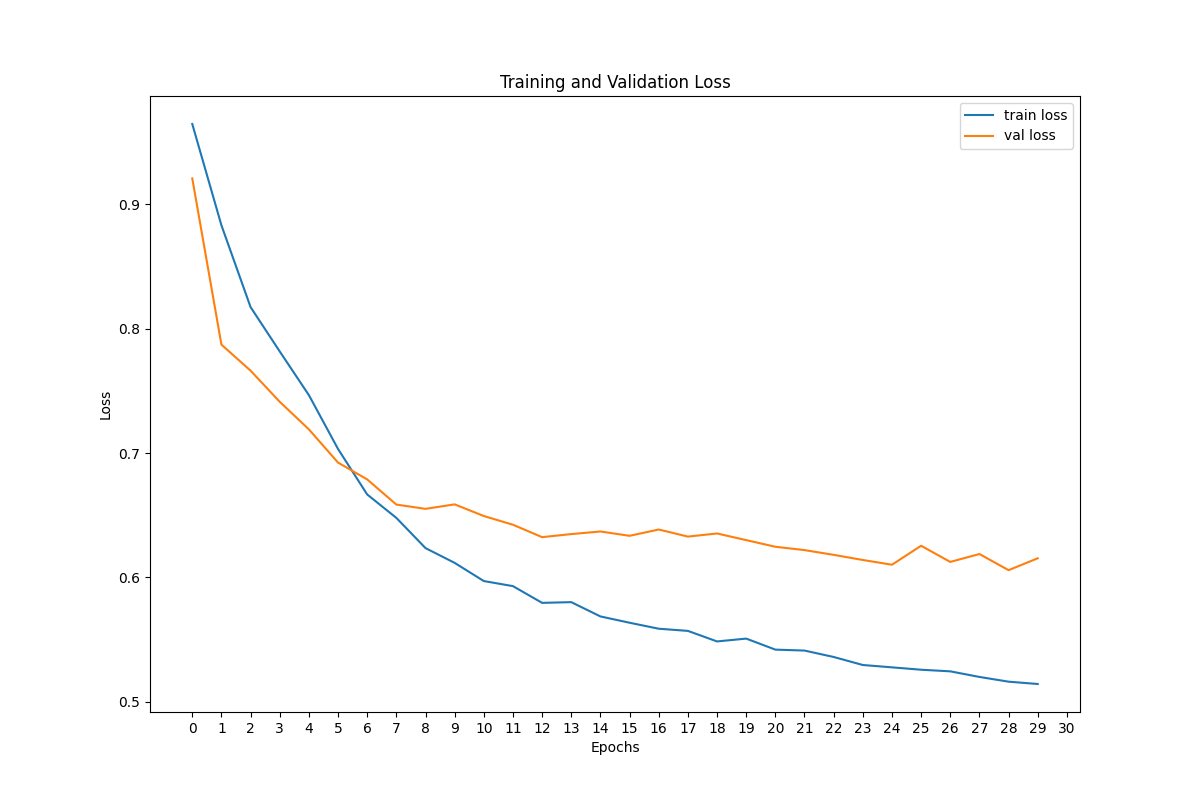 Training and Validation Loss
train loss
val loss
0.9
0.8
0.7
0.6
0.5
Loss
0 1 2 3 4 5 6 7 8 9 10 11 12 13 14 15 16 17 18 19 20 21 22 23 24 25 26 27 28 29 30
Epochs